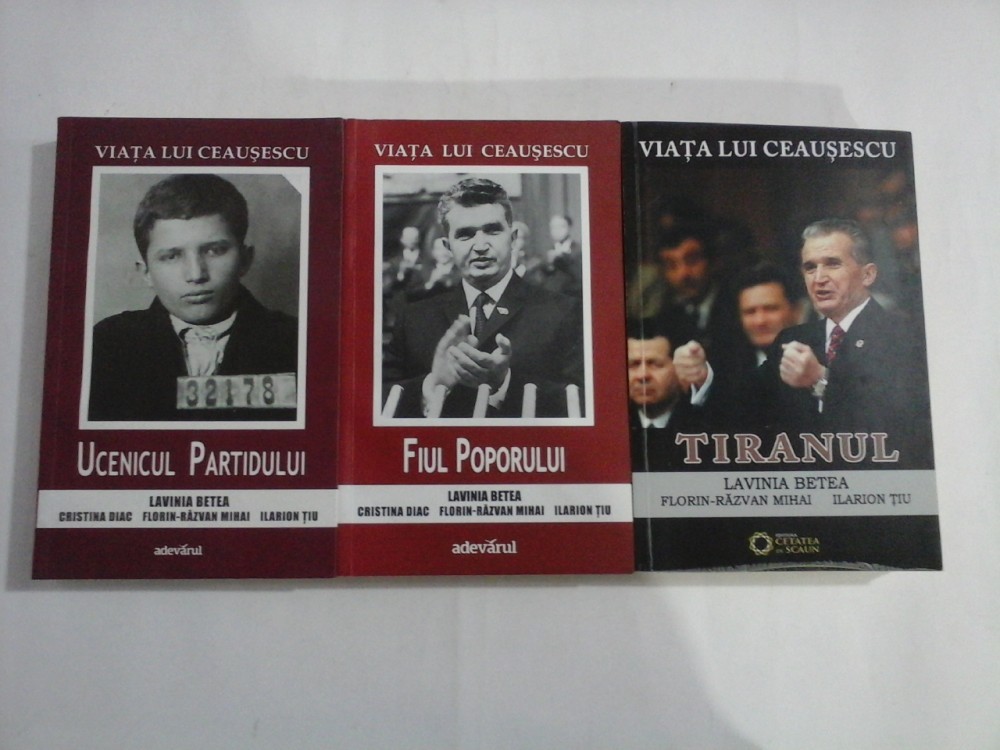 VIAȚA LUI CEAUȘESCU
32178
UCENICUL PARTIDULUI
LAVINIA BETEA
CRISTINA DIAC FLORIN-RĂZVAN MIHAI ILARION ȚIU
adevărul
VIAȚA LUI CEAUȘESCU
FIUL POPORULUI
LAVINIA BETEA
CRISTINA DIAC FLORIN-RĂZVAN MIHAI ILARION ȚIU
adevărul
VIAȚA LUI CEAUȘESCU
TIRANUL
LAVINIA BETEA
FLORIN-RĂZVAN MIHAI ILARION ȚIU
EDITURA
CETATEA
DE SCAUN